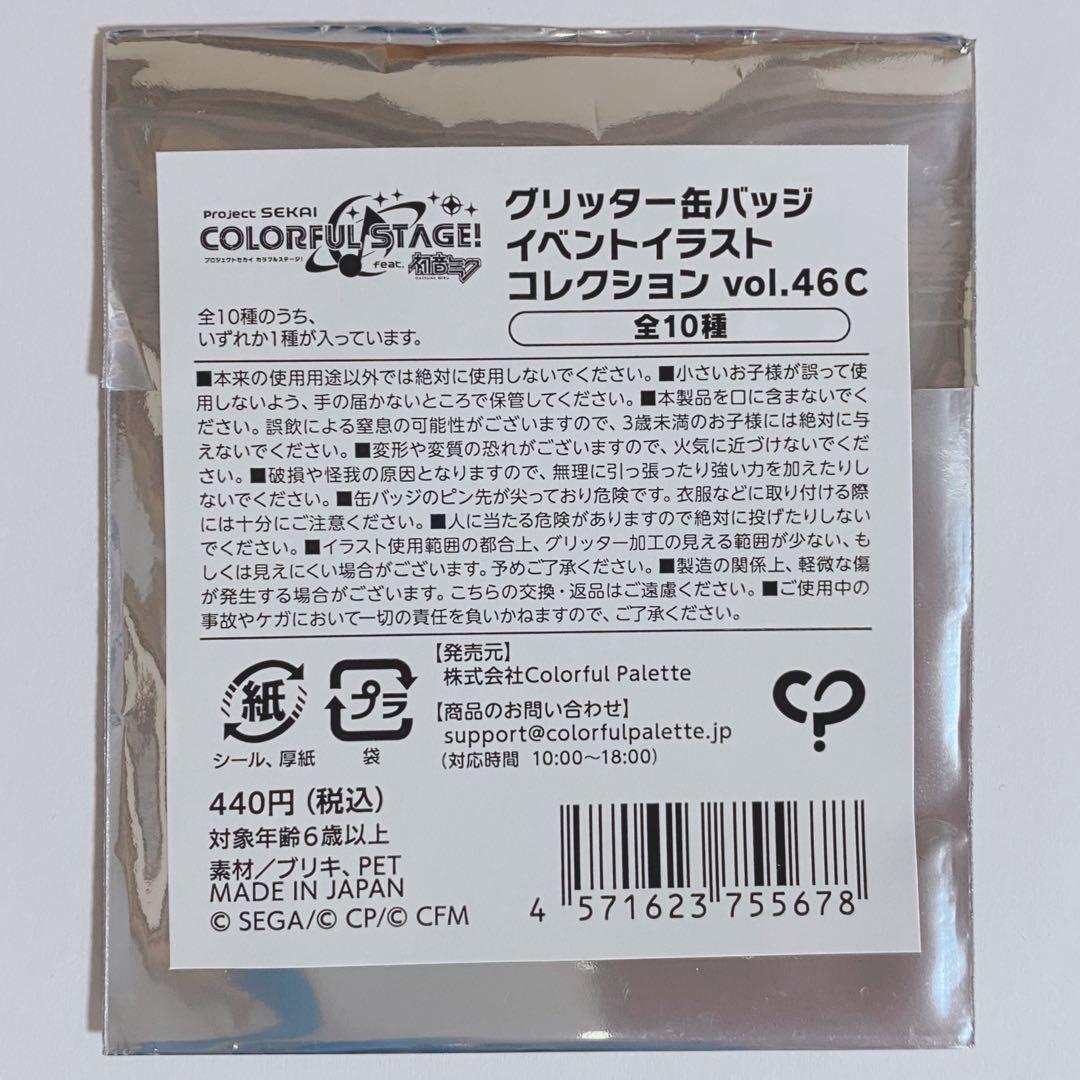 Project SEKAI
COLORFUL STAGE!
プロジェクトセカイ カラフルステージ!
feat. 初音ミク
HATSUNE MIKU
グリッター缶バッジ
イベントイラスト
コレクション vol.46C
全10種
全10種のうち、
いずれか1種が入っています。
■本来の使用用途以外では絶対に使用しないでください。■小さいお子様が誤って使
用しないよう、手の届かないところで保管してください。■本製品を口に含まないでく
ださい。誤飲による窒息の可能性がございますので、3歳未満のお子様には絶対に与
えないでください。■変形や変質の恐れがございますので、火気に近づけないでくだ
さい。■破損や怪我の原因となりますので、無理に引っ張ったり強い力を加えたりし
ないでください。■缶バッジのピン先が尖っており危険です。衣服などに取り付ける際
には十分にご注意ください。■人に当たる危険がありますので絶対に投げたりしない
でください。■イラスト使用範囲の都合上、グリッター加工の見える範囲が少ない、も
しくは見えにくい場合がございます。予めご了承ください。■製造の関係上、軽微な傷
が発生する場合がございます。こちらの交換・返品はご遠慮ください。■ご使用中の
事故やケガにおいて一切の責任を負いかねますので、ご了承ください。
紙
シール、厚紙
プラ
袋
【発売元】
株式会社Colorful Palette
【商品のお問い合わせ】
support@colorfulpalette.jp
(対応時間 10:00〜18:00)
440円(税込)
対象年齢6歳以上
素材/ブリキ、PET
MADE IN JAPAN
© SEGA/© CP/© CFM
4 571623 755678